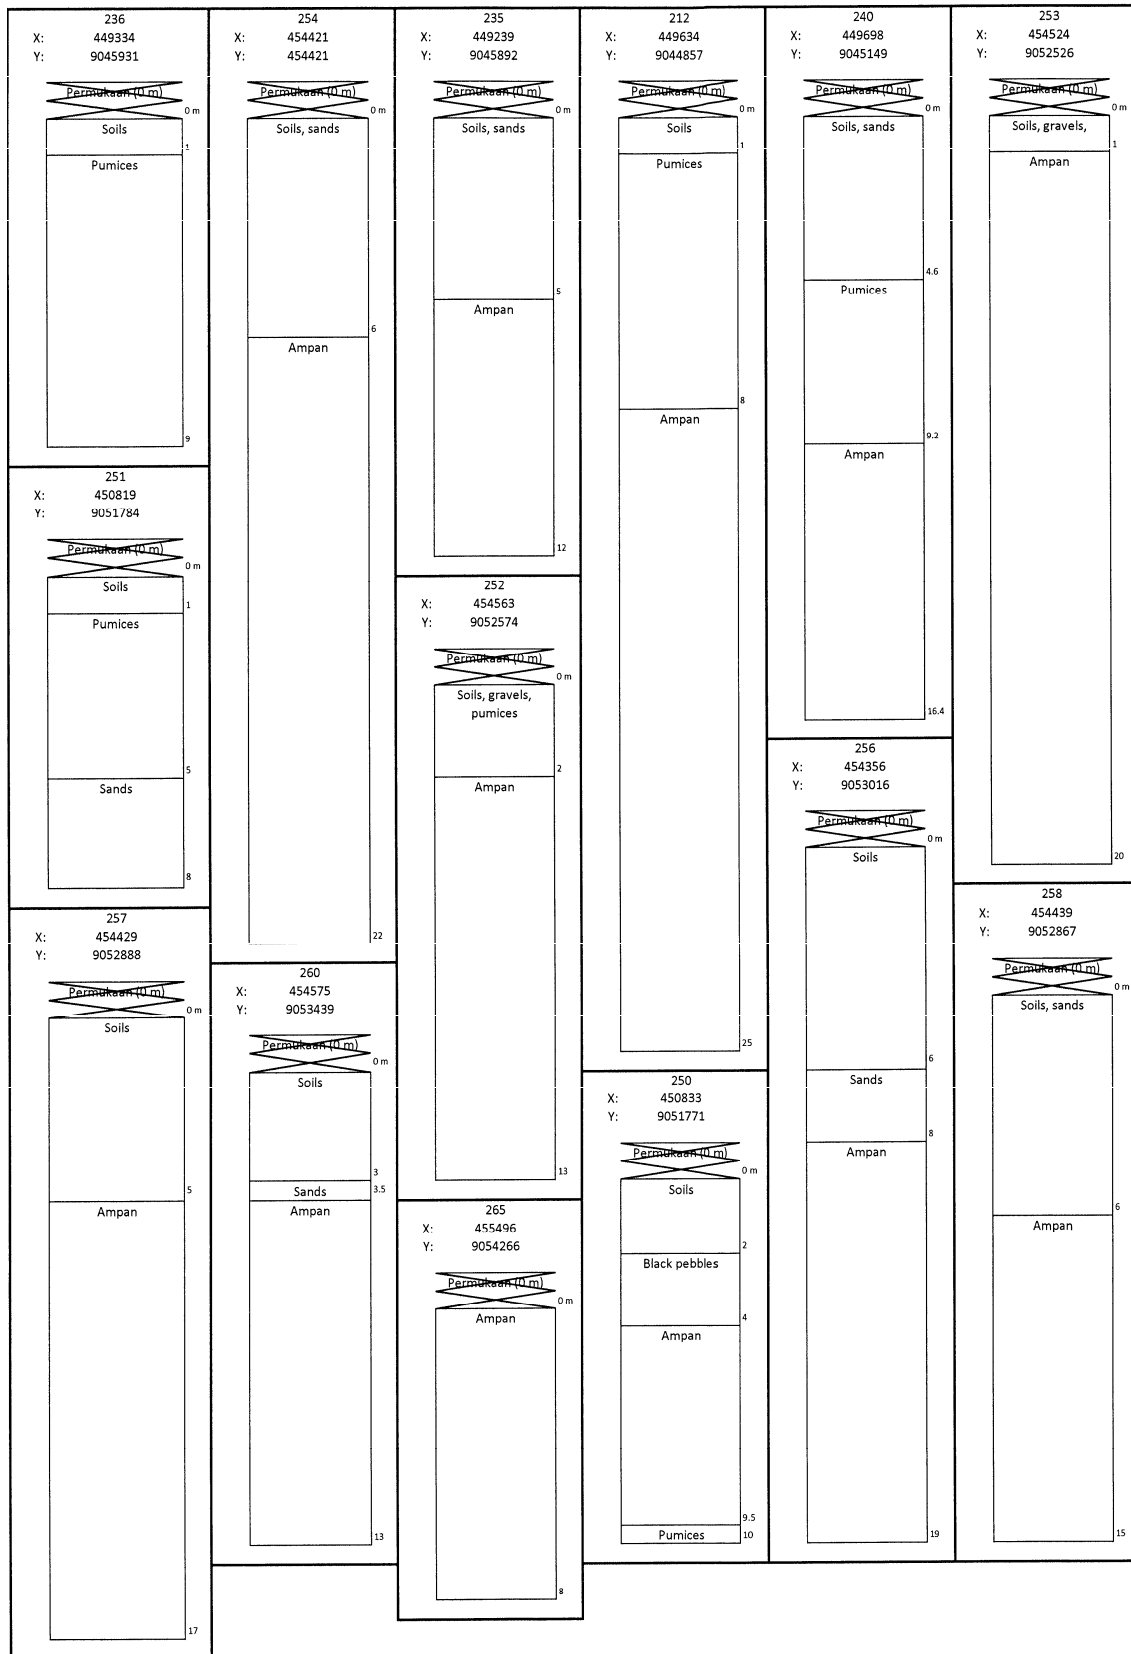 236
X: 449334
Y: 9045931
Permukaan (0 m)
0 m
Soils
1
Pumices
9
251
X: 450819
Y: 9051784
Permukaan (0 m)
0 m
Soils
1
Pumices
5
Sands
8
257
X: 454429
Y: 9052888
Permukaan (0 m)
0 m
Soils
5
Ampan
17
254
X: 454421
Y: 454421
Permukaan (0 m)
0 m
Soils, sands
6
Ampan
22
260
X: 454575
Y: 9053439
Permukaan (0 m)
0 m
Soils
3
Sands
3.5
Ampan
13
235
X: 449239
Y: 9045892
Permukaan (0 m)
0 m
Soils, sands
5
Ampan
12
252
X: 454563
Y: 9052574
Permukaan (0 m)
0 m
Soils, gravels,
pumices
2
Ampan
13
265
X: 455496
Y: 9054266
Permukaan (0 m)
0 m
Ampan
8
212
X: 449634
Y: 9044857
Permukaan (0 m)
0 m
Soils
1
Pumices
8
Ampan
25
250
X: 450833
Y: 9051771
Permukaan (0 m)
0 m
Soils
2
Black pebbles
4
Ampan
9.5
Pumices
10
240
X: 449698
Y: 9045149
Permukaan (0 m)
0 m
Soils, sands
4.6
Pumices
9.2
Ampan
16.4
256
X: 454356
Y: 9053016
Permukaan (0 m)
0 m
Soils
6
Sands
8
Ampan
19
253
X: 454524
Y: 9052526
Permukaan (0 m)
0 m
Soils, gravels,
1
Ampan
20
258
X: 454439
Y: 9052867
Permukaan (0 m)
0 m
Soils, sands
6
Ampan
15